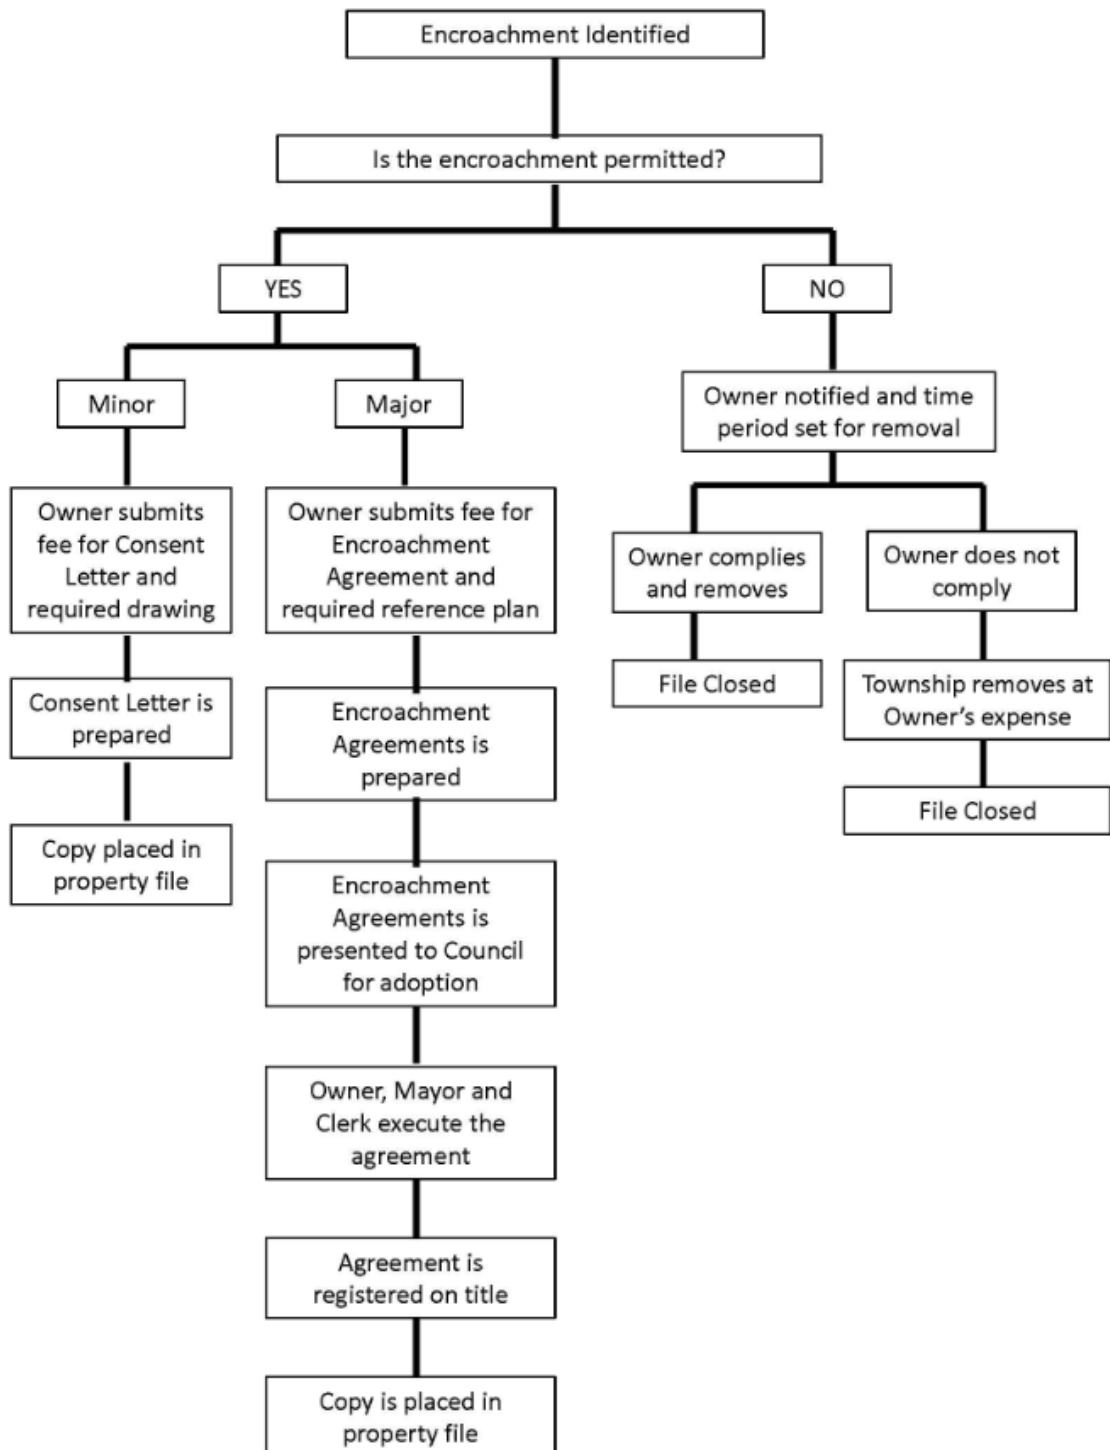 Encroachment Identified
Is the encroachment permitted?
YES
NO
Minor
Major
Owner notified and time
period set for removal
Owner submits
fee for Consent
Letter and
required drawing
Owner submits fee for
Encroachment
Agreement and
required reference plan
Owner complies
and removes
Owner does not
comply
File Closed
Township removes at
Owner's expense
Consent Letter is
prepared
Encroachment
Agreements is
prepared
File Closed
Copy placed in
property file
Encroachment
Agreements is
presented to Council
for adoption
Owner, Mayor and
Clerk execute the
agreement
Agreement is
registered on title
Copy is placed in
property file